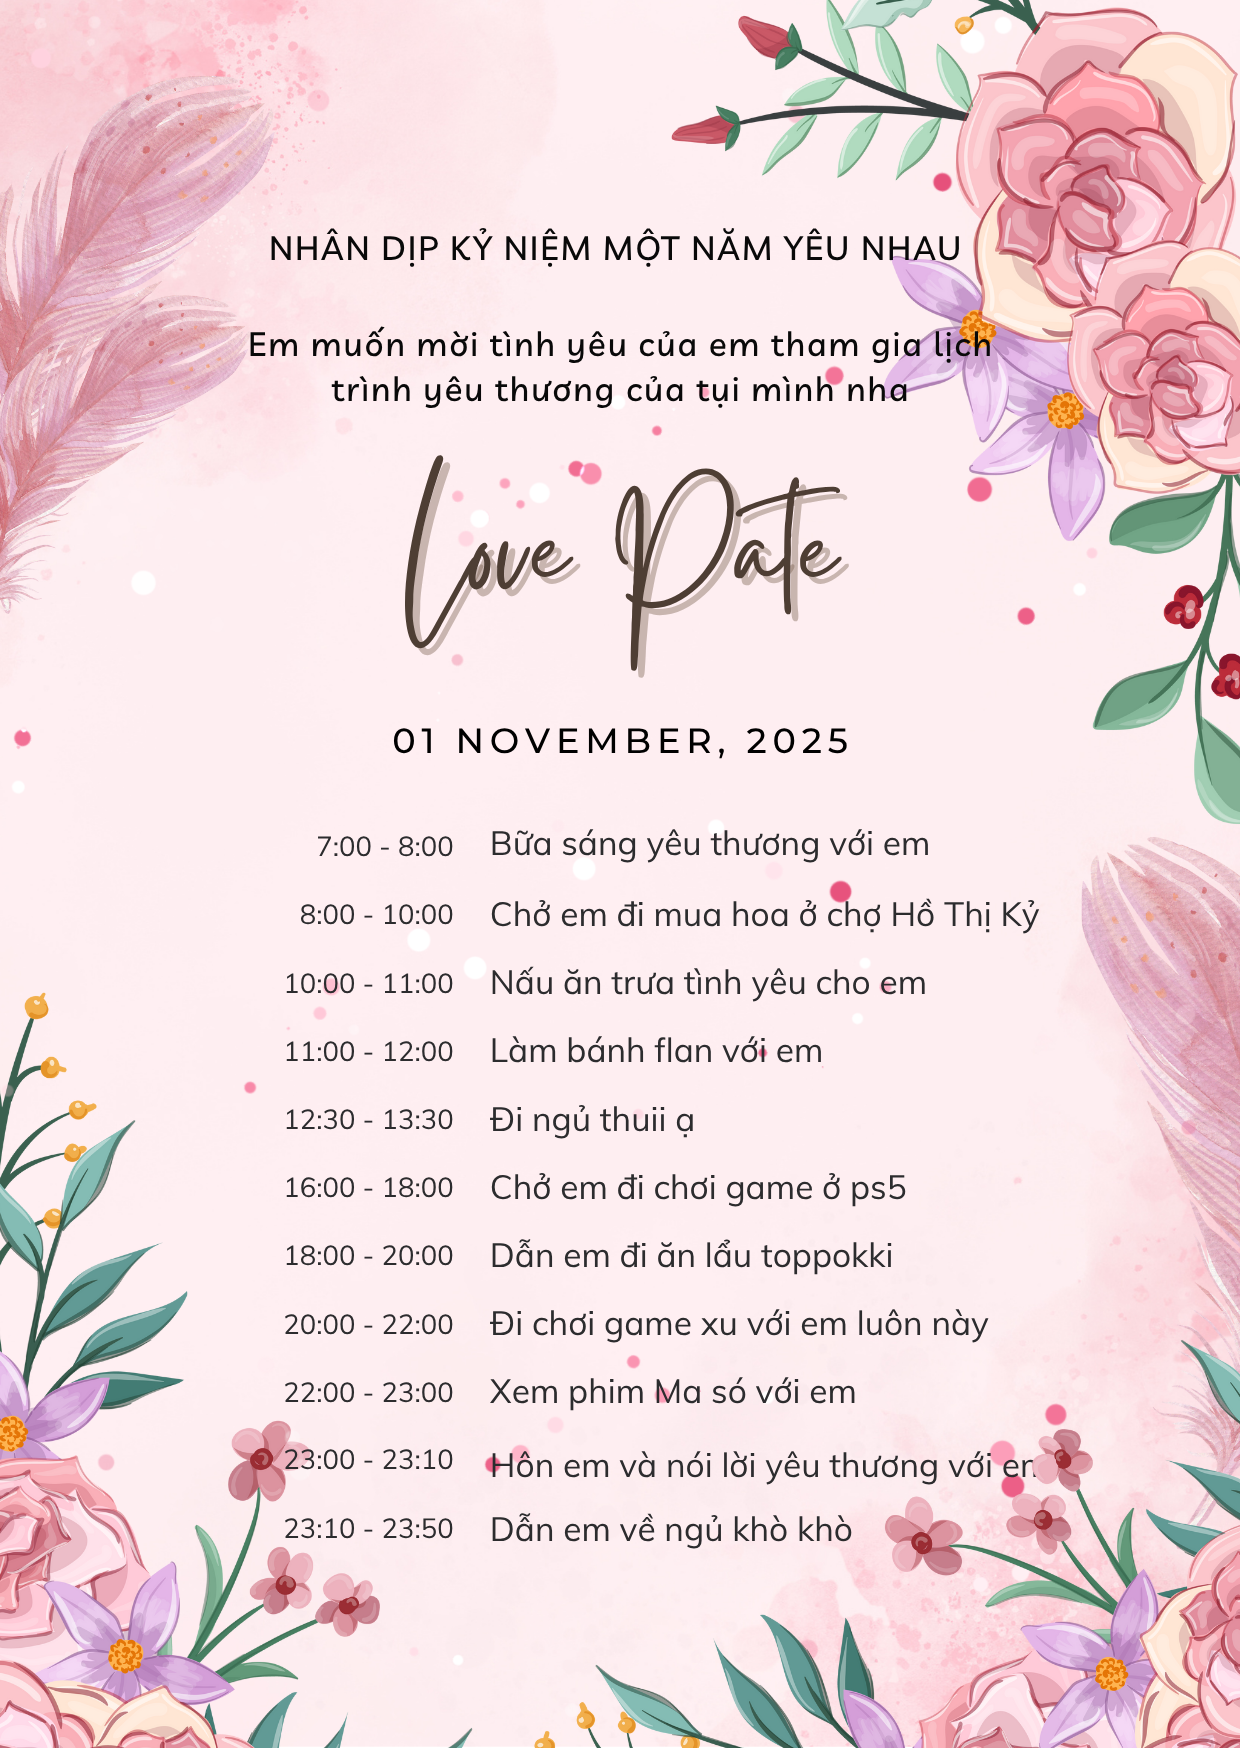 NHÂN DỊP KỶ NIỆM MỘT NĂM YÊU NHAU
Em muốn mời tình yêu của em tham gia lịch
trình yêu thương của tụi mình nha
Love Date
01 NOVEMBER, 2025
7:00 - 8:00 Bữa sáng yêu thương với em
8:00 - 10:00 Chở em đi mua hoa ở chợ Hồ Thị Kỷ
10:00 - 11:00 Nấu ăn trưa tình yêu cho em
11:00 - 12:00 Làm bánh flan với em
12:30 - 13:30 Đi ngủ thuii ạ
16:00 - 18:00 Chở em đi chơi game ở ps5
18:00 - 20:00 Dẫn em đi ăn lẩu toppokki
20:00 - 22:00 Đi chơi game xu với em luôn này
22:00 - 23:00 Xem phim Ma só với em
23:00 - 23:10 Hôn em và nói lời yêu thương với em
23:10 - 23:50 Dẫn em về ngủ khò khò